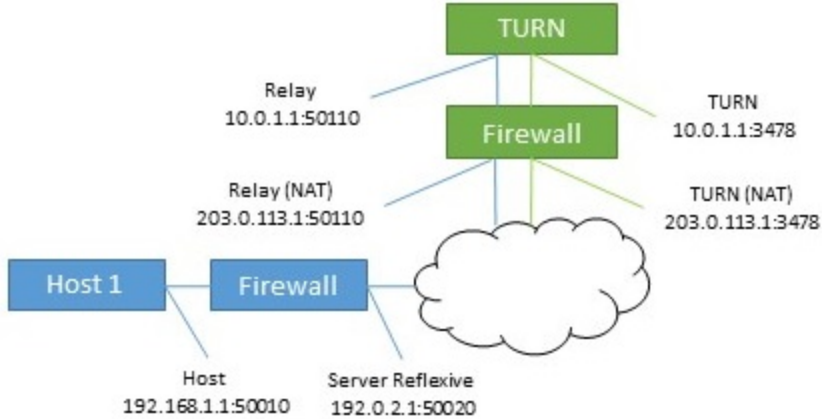 TURN
Relay
10.0.1.1:50110
TURN
10.0.1.1:3478
Firewall
Relay (NAT)
203.0.113.1:50110
TURN (NAT)
203.0.113.1:3478
Host 1
Firewall
Host
192.168.1.1:50010
Server Reflexive
192.0.2.1:50020